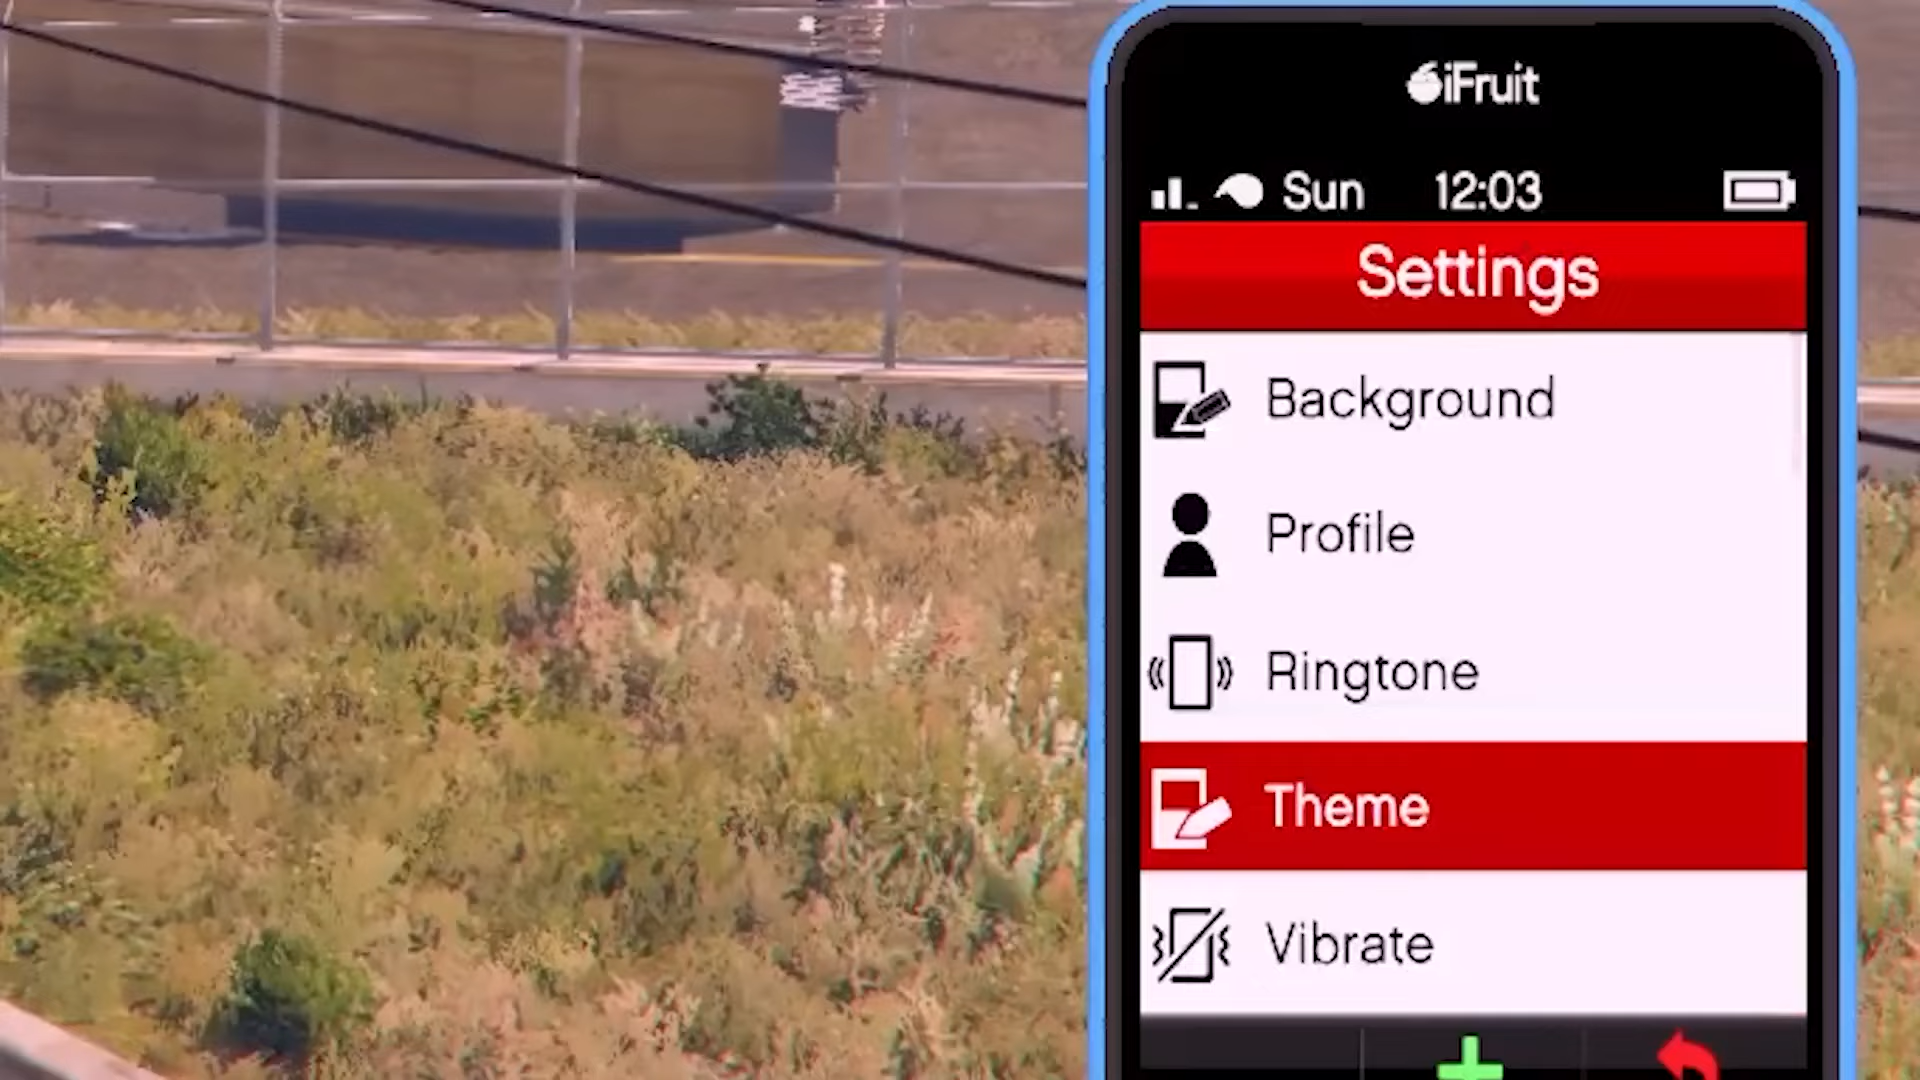 iFruit
Sun 12:03
Settings
Background
Profile
Ringtone
Theme
Vibrate